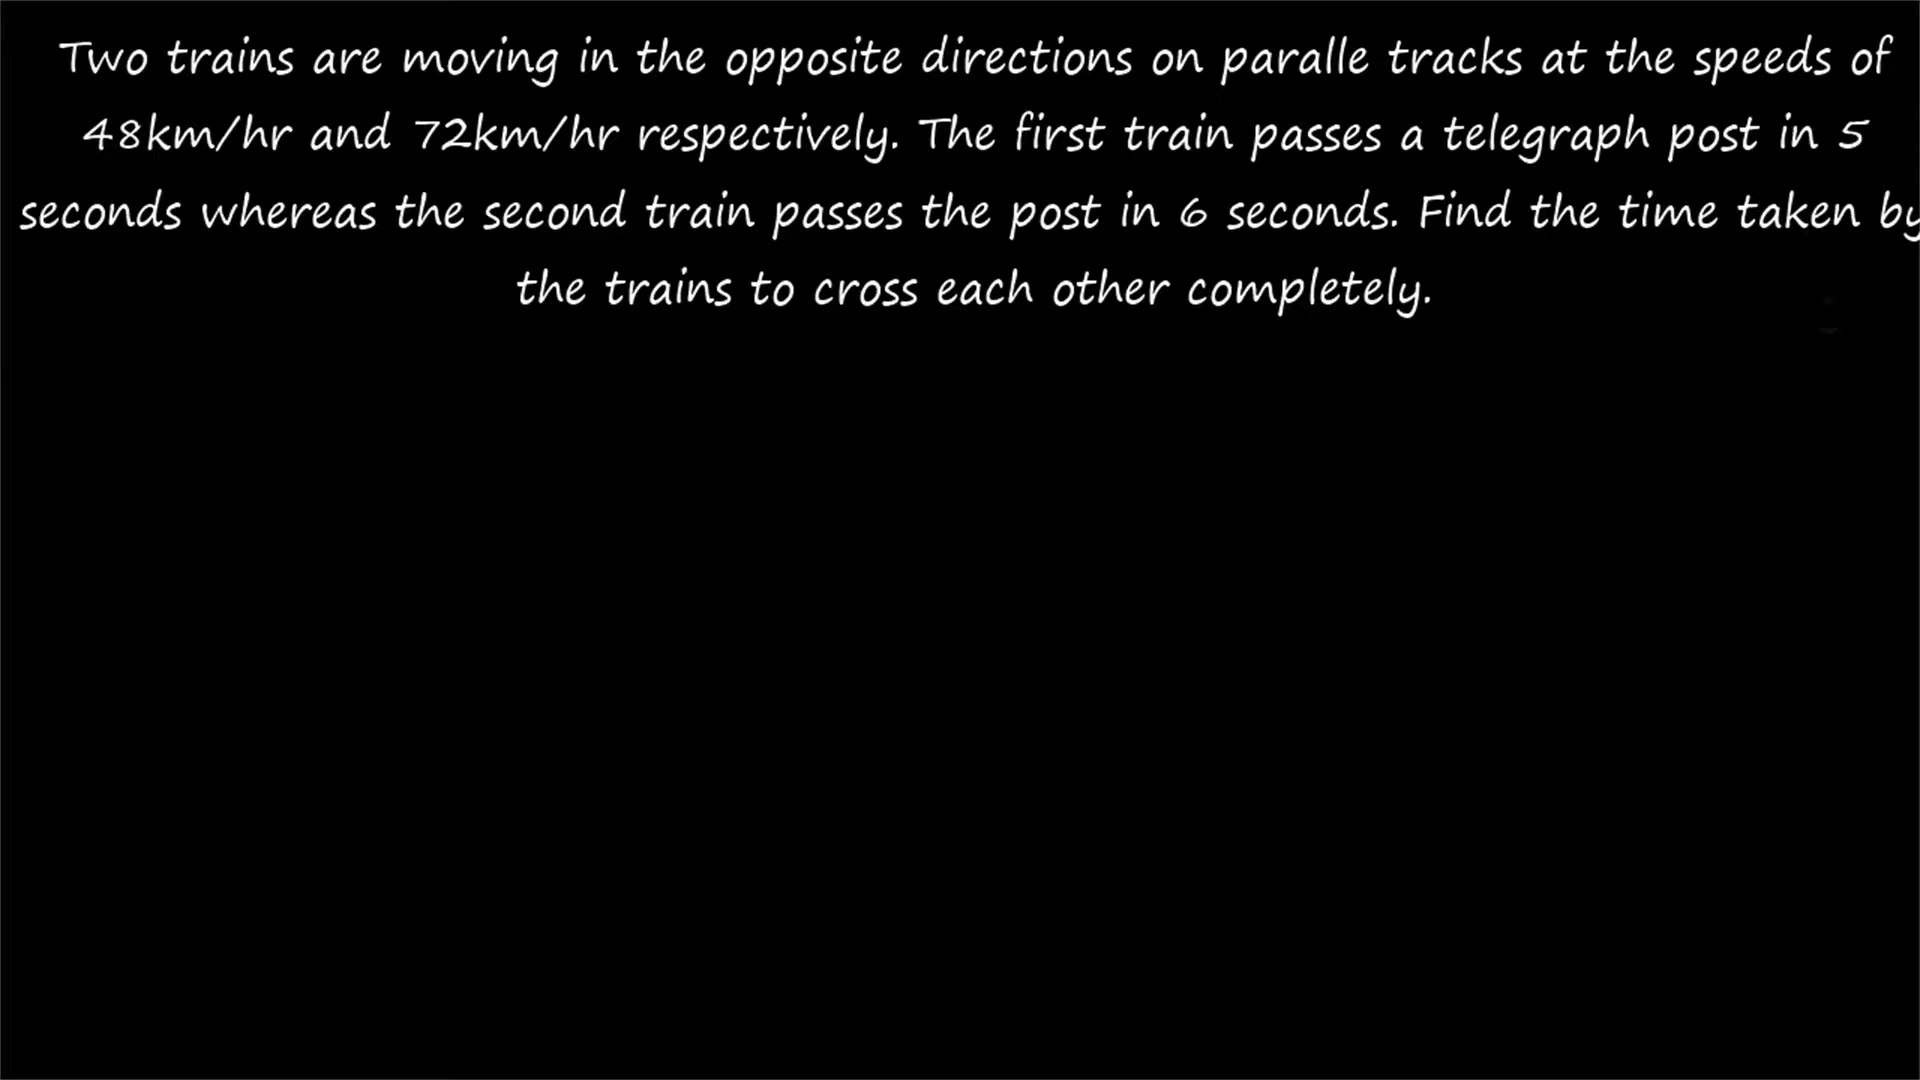 Two trains are moving in the opposite directions on paralle tracks at the speeds of
48km/hr and 72km/hr respectively. The first train passes a telegraph post in 5
seconds whereas the second train passes the post in 6 seconds. Find the time taken by
the trains to cross each other completely.